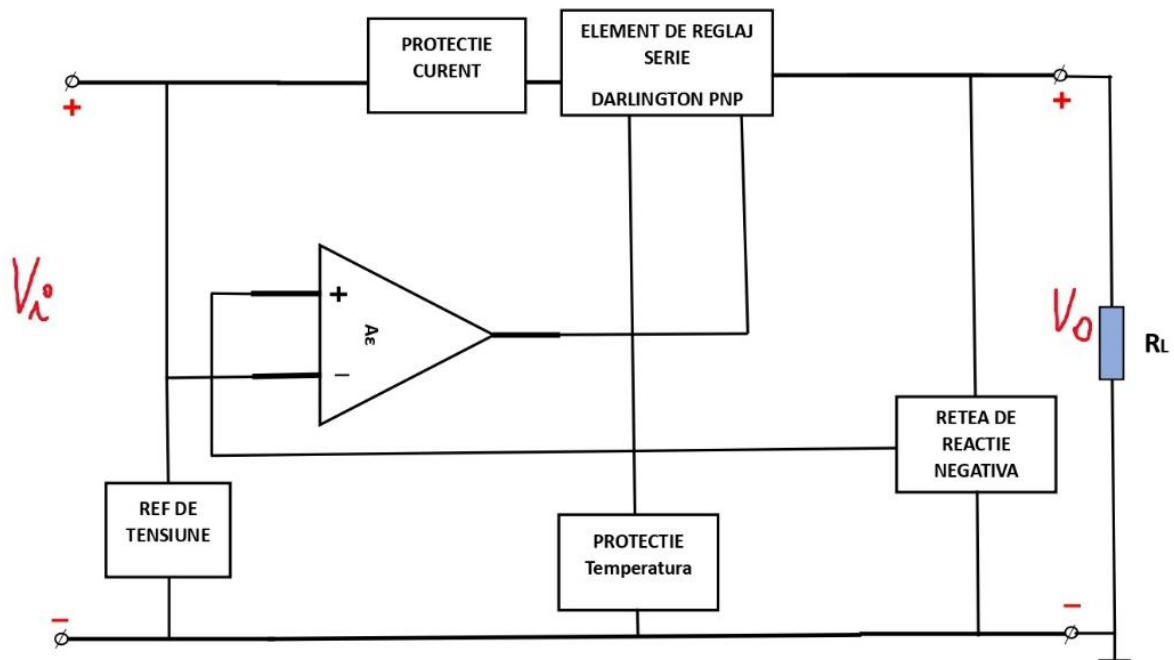 PROTECTIE
CURENT
ELEMENT DE REGLAJ
SERIE
DARLINGTON PNP
+
+
Vi
+
Aε
−
Vo
RL
RETEA DE
REACTIE
NEGATIVA
REF DE
TENSIUNE
PROTECTIE
Temperatura
−
−